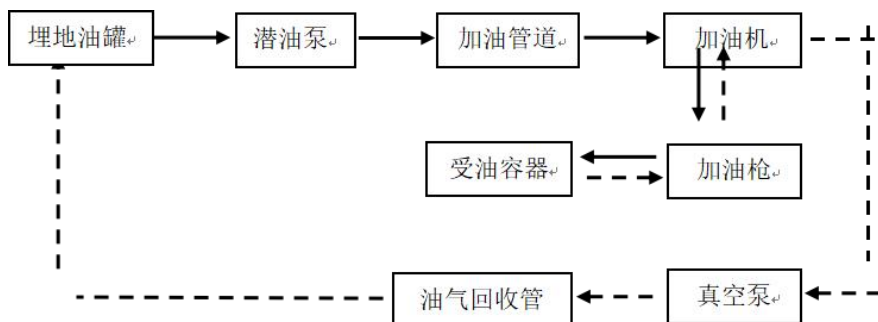 埋地油罐
潜油泵
加油管道
加油机
受油容器
加油枪
油气回收管
真空泵